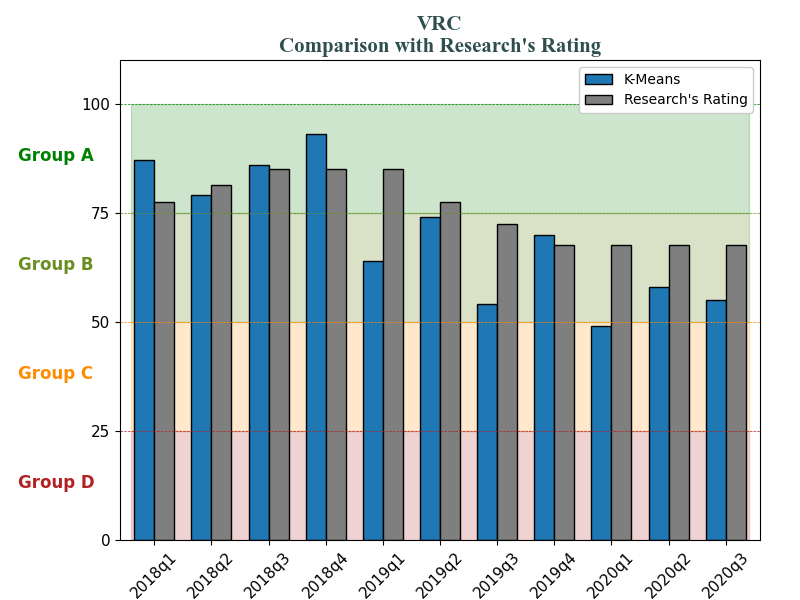 VRC
Comparison with Research's Rating
K-Means
Research's Rating
100
75
50
25
0
Group A
Group B
Group C
Group D
2018q1
2018q2
2018q3
2018q4
2019q1
2019q2
2019q3
2019q4
2020q1
2020q2
2020q3